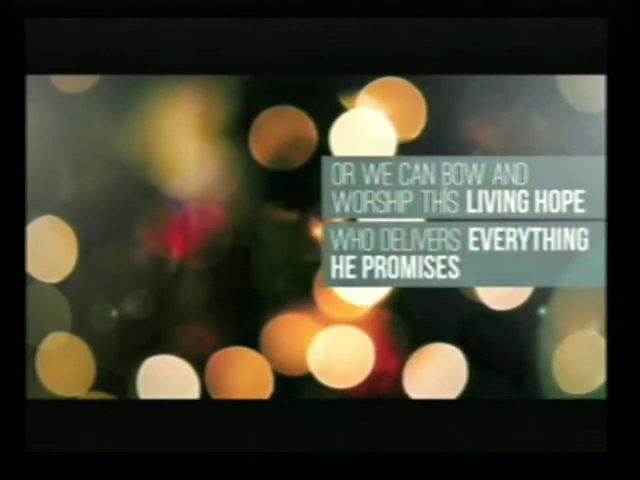 OR WE CAN BOW AND
WORSHIP THIS LIVING HOPE
WHO DELIVERS EVERYTHING
HE PROMISES